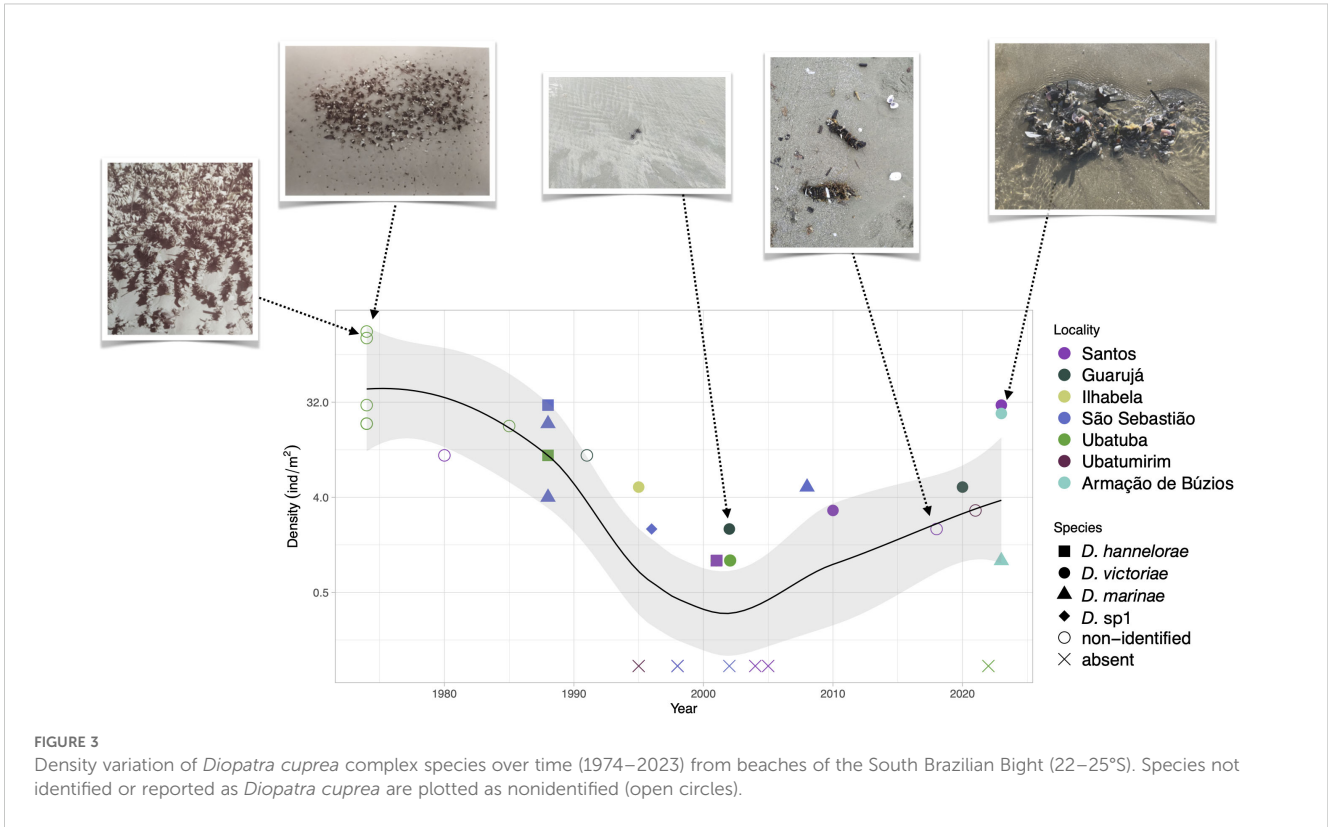 32.0
4.0
0.5
Density (ind/m²)
1980
1990
2000
2010
2020
Year
Locality
Santos
Guarujá
Ilhabela
São Sebastião
Ubatuba
Ubatumirim
Armação de Búzios
Species
D. hannelorae
D. victoriae
D. marinae
D. sp1
non-identified
absent
FIGURE 3
Density variation of Diopatra cuprea complex species over time (1974–2023) from beaches of the South Brazilian Bight (22–25°S). Species not
identified or reported as Diopatra cuprea are plotted as nonidentified (open circles).